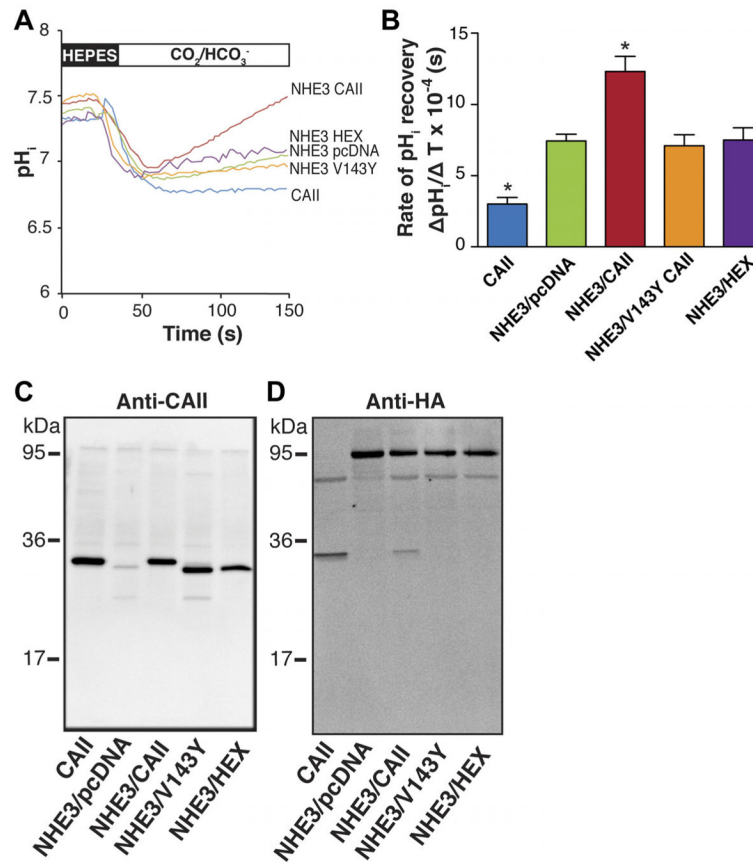 A
8
HEPES CO2/HCO3-
7.5
7
6.5
6
pHi
NHE3 CAII
NHE3 HEX
NHE3 pcDNA
NHE3 V143Y
CAII
0 50 100 150
Time (s)
B
Rate of pHi recovery
ΔpHi/Δ T x 10-4 (s)
15
10
5
0
*
*
CAII
NHE3/pcDNA
NHE3/CAII
NHE3/V143Y CAII
NHE3/HEX
C
Anti-CAII
kDa
95
36
17
CAII
NHE3/pcDNA
NHE3/CAII
NHE3/V143Y
NHE3/HEX
D
Anti-HA
kDa
95
36
17
CAII
NHE3/pcDNA
NHE3/CAII
NHE3/V143Y
NHE3/HEX